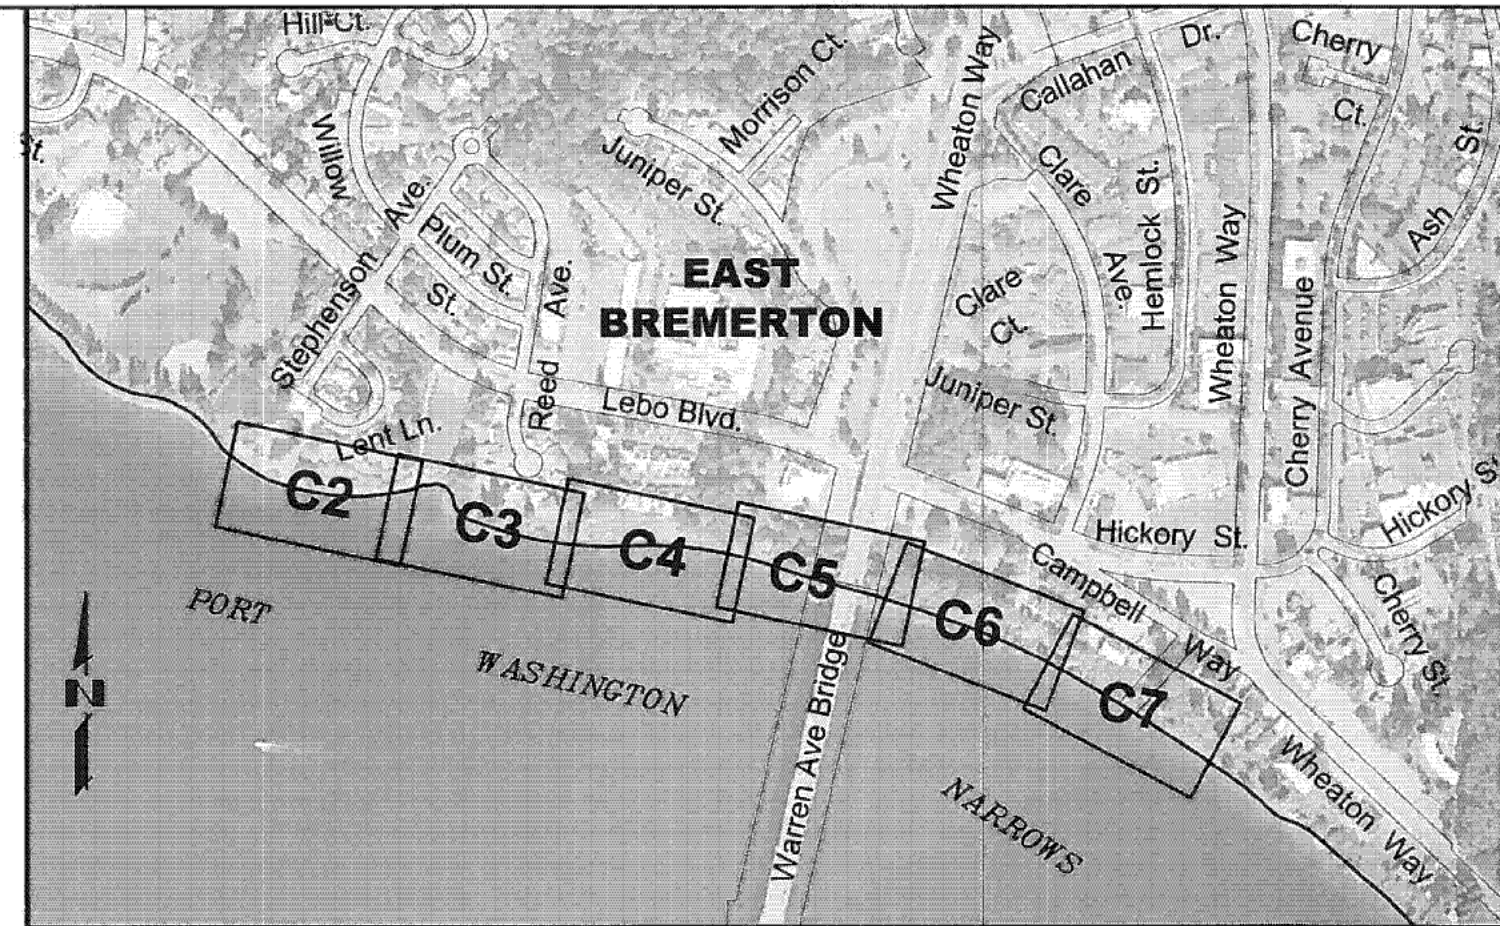 Hill Ct.
Willow
St.
Stephenson Ave.
Plum St.
St.
Reed Ave.
Lent Ln.
Juniper St.
Morrison Ct.
EAST
BREMERTON
Lebo Blvd.
Wheaton Way
Callahan Dr.
Clare Ave.
Hemlock St.
Clare
Ct.
Juniper St.
Wheaton Way
Cherry Avenue
Cherry
Ct.
Ash St.
Hickory St.
Hickory S
Cherry St.
Campbell Way
Wheaton Way
C2
C3
C4
C5
C6
C7
PORT
WASHINGTON
NARROWS
Warren Ave Bridge
N